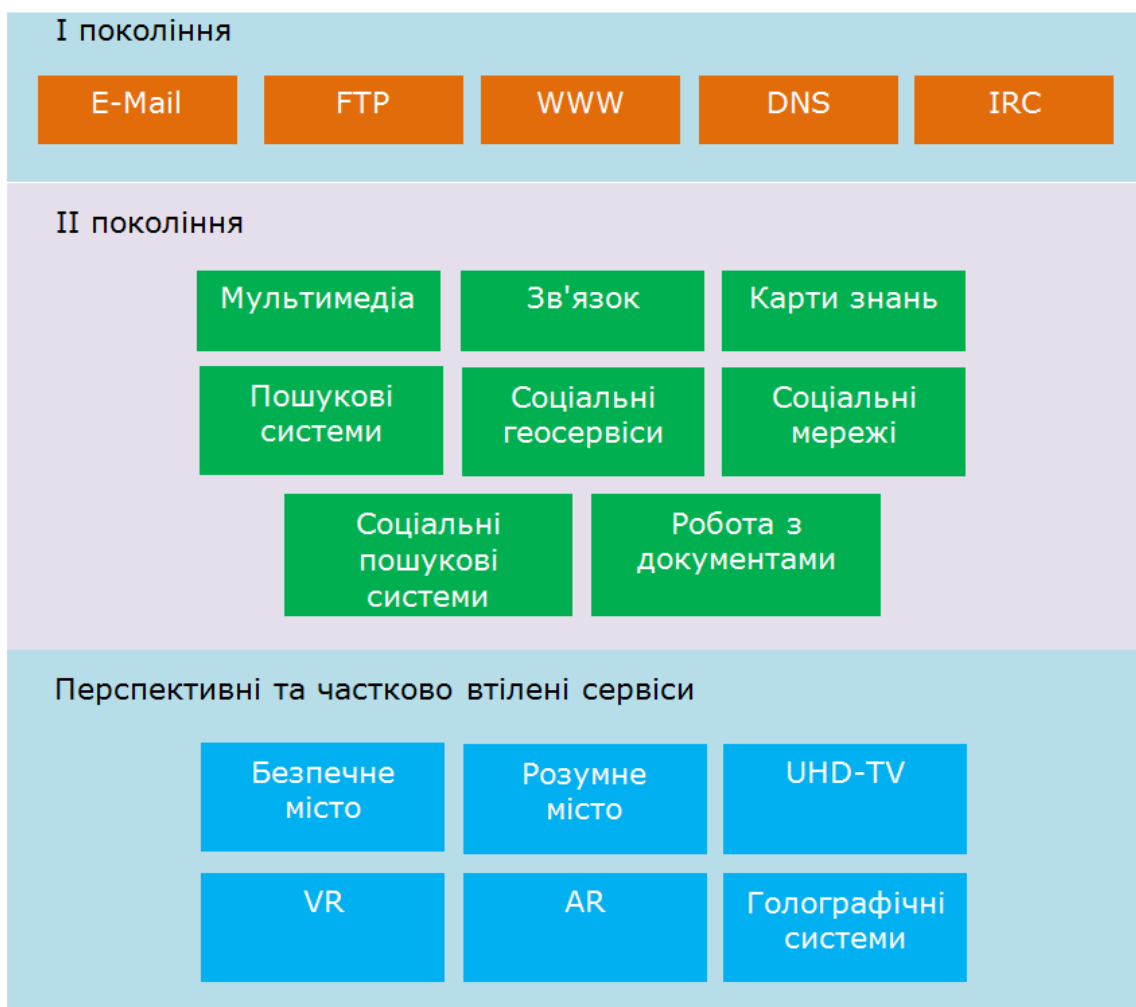 І покоління
E-Mail
FTP
WWW
DNS
IRC
ІІ покоління
Мультимедіа
Зв'язок
Карти знань
Пошукові
системи
Соціальні
геосервіси
Соціальні
мережі
Соціальні
пошукові
системи
Робота з
документами
Перспективні та частково втілені сервіси
Безпечне
місто
Розумне
місто
UHD-TV
VR
AR
Голографічні
системи